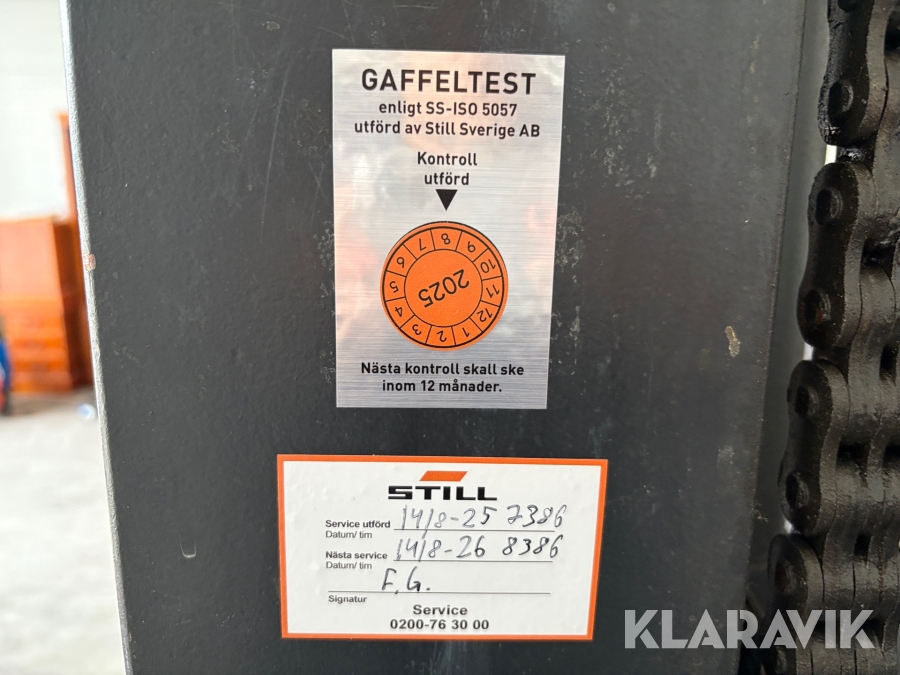 GAFFELTEST
enligt SS-ISO 5057
utförd av Still Sverige AB
Kontroll
utförd
2025
1 2 3 4 5 6 7 8 9 10 11 12
Nästa kontroll skall ske
inom 12 månader.
STILL
Service utförd 14/8-25 7386
Datum/ tim
Nästa service 14/8-26 8386
Datum/ tim
F.G.
Signatur
Service
0200-76 30 00
KLARAVIK